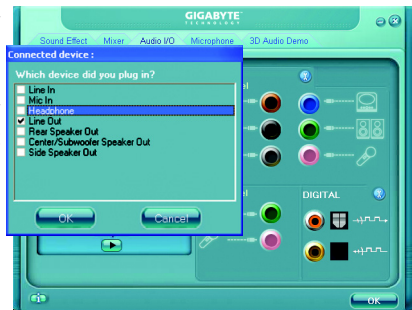 GIGABYTE
TECHNOLOGY
Sound Effect Mixer Audio I/O Microphone 3D Audio Demo
Connected device :
Which device did you plug in?
Line In
Mic In
Headphone
Line Out
Rear Speaker Out
Center/Subwoofer Speaker Out
Side Speaker Out
OK Cancel
DIGITAL
OK